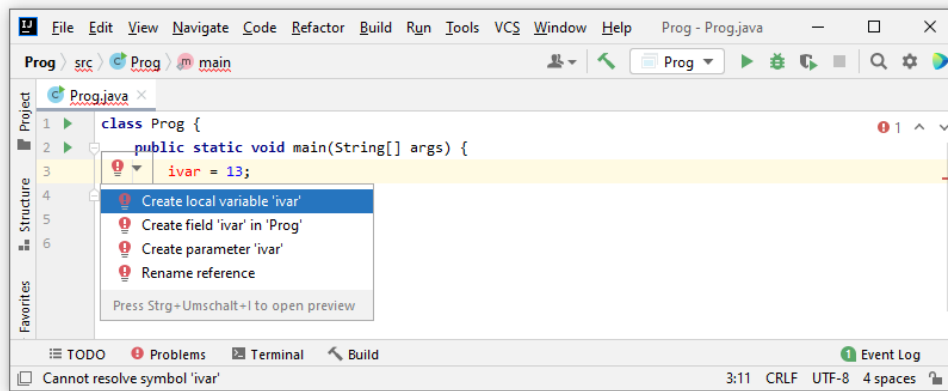 IJ File Edit View Navigate Code Refactor Build Run Tools VCS Window Help Prog - Prog.java
Prog src Prog main Prog
Prog.java
Project
Structure
Favorites
1 class Prog { 1
2 public static void main(String[] args) {
3 ivar = 13;
4
5
6
Create local variable 'ivar'
Create field 'ivar' in 'Prog'
Create parameter 'ivar'
Rename reference
Press Strg+Umschalt+I to open preview
TODO Problems Terminal Build 1 Event Log
Cannot resolve symbol 'ivar' 3:11 CRLF UTF-8 4 spaces